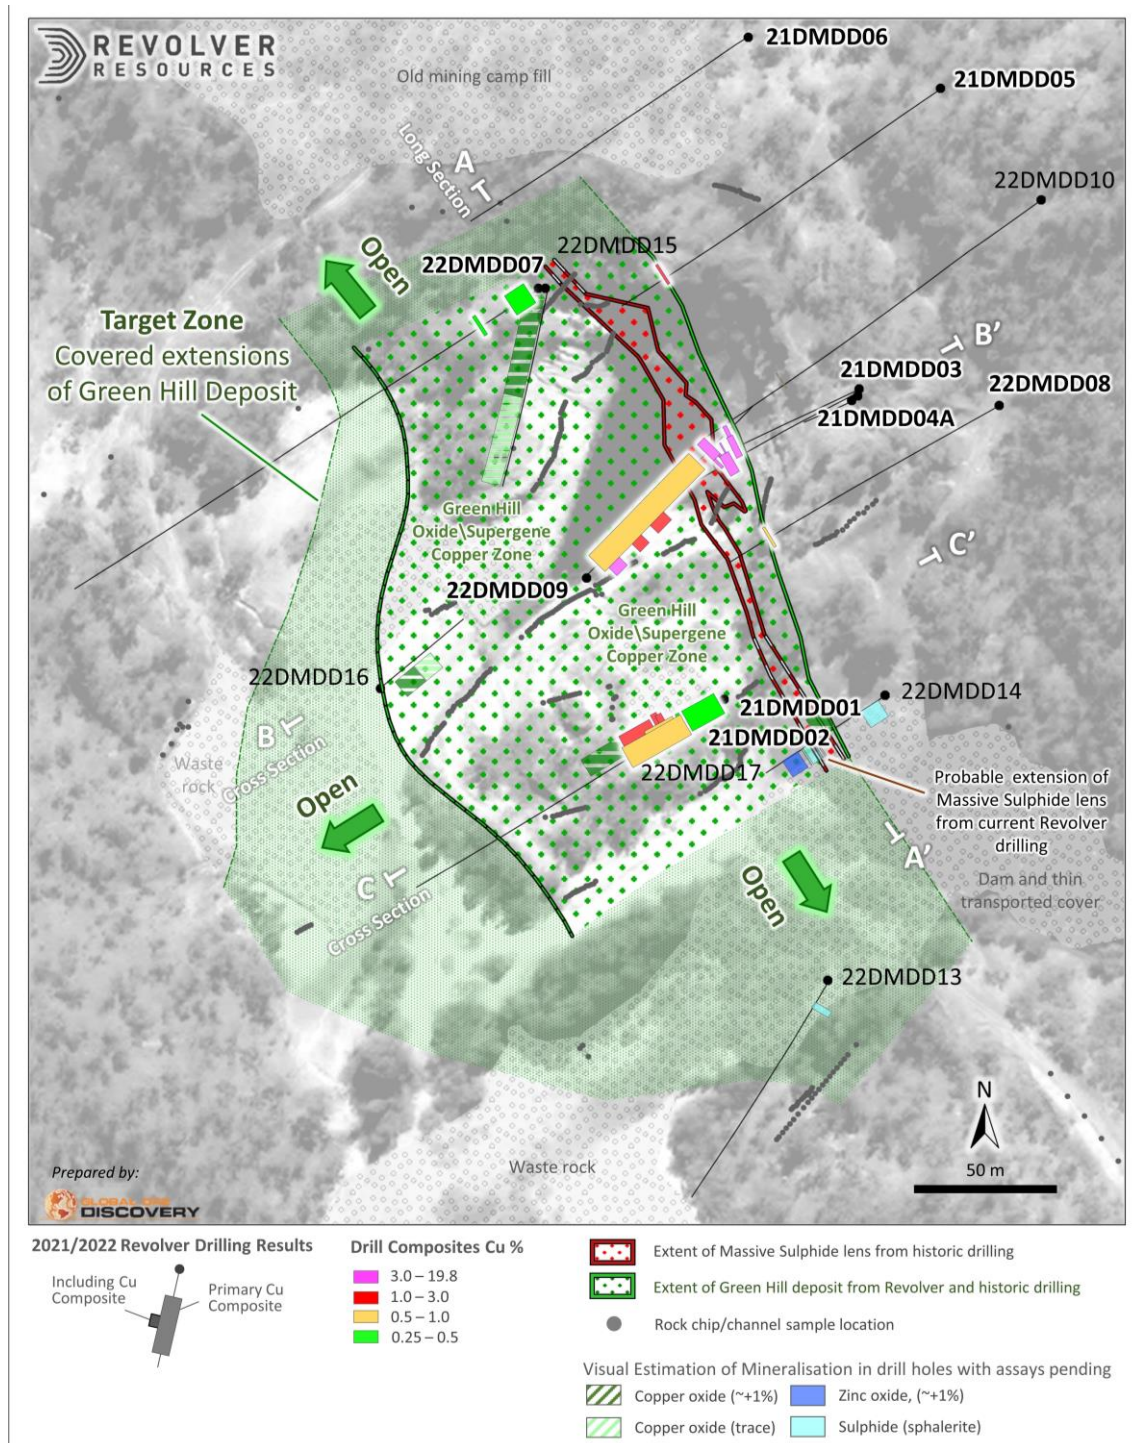 REVOLVER
RESOURCES
Old mining camp fill
21DMDD06
21DMDD05
A
Long Section
22DMDD10
Open
22DMDD07
22DMDD15
Target Zone
Covered extensions
of Green Hill Deposit
B'
21DMDD03
22DMDD08
21DMDD04A
Green Hill
Oxide\Supergene
Copper Zone
C'
22DMDD09
Green Hill
Oxide\Supergene
Copper Zone
22DMDD16
22DMDD14
21DMDD01
21DMDD02
22DMDD17
B
Cross Section
Waste
rock
Open
Probable extension of
Massive Sulphide lens
from current Revolver
drilling
A'
Dam and thin
transported cover
Open
C
Cross Section
22DMDD13
N
50 m
Waste rock
Prepared by:
GLOBAL ORE
DISCOVERY
2021/2022 Revolver Drilling Results
Including Cu
Composite
Primary Cu
Composite
Drill Composites Cu %
3.0 – 19.8
1.0 – 3.0
0.5 – 1.0
0.25 – 0.5
Extent of Massive Sulphide lens from historic drilling
Extent of Green Hill deposit from Revolver and historic drilling
Rock chip/channel sample location
Visual Estimation of Mineralisation in drill holes with assays pending
Copper oxide (~+1%)
Zinc oxide, (~+1%)
Copper oxide (trace)
Sulphide (sphalerite)